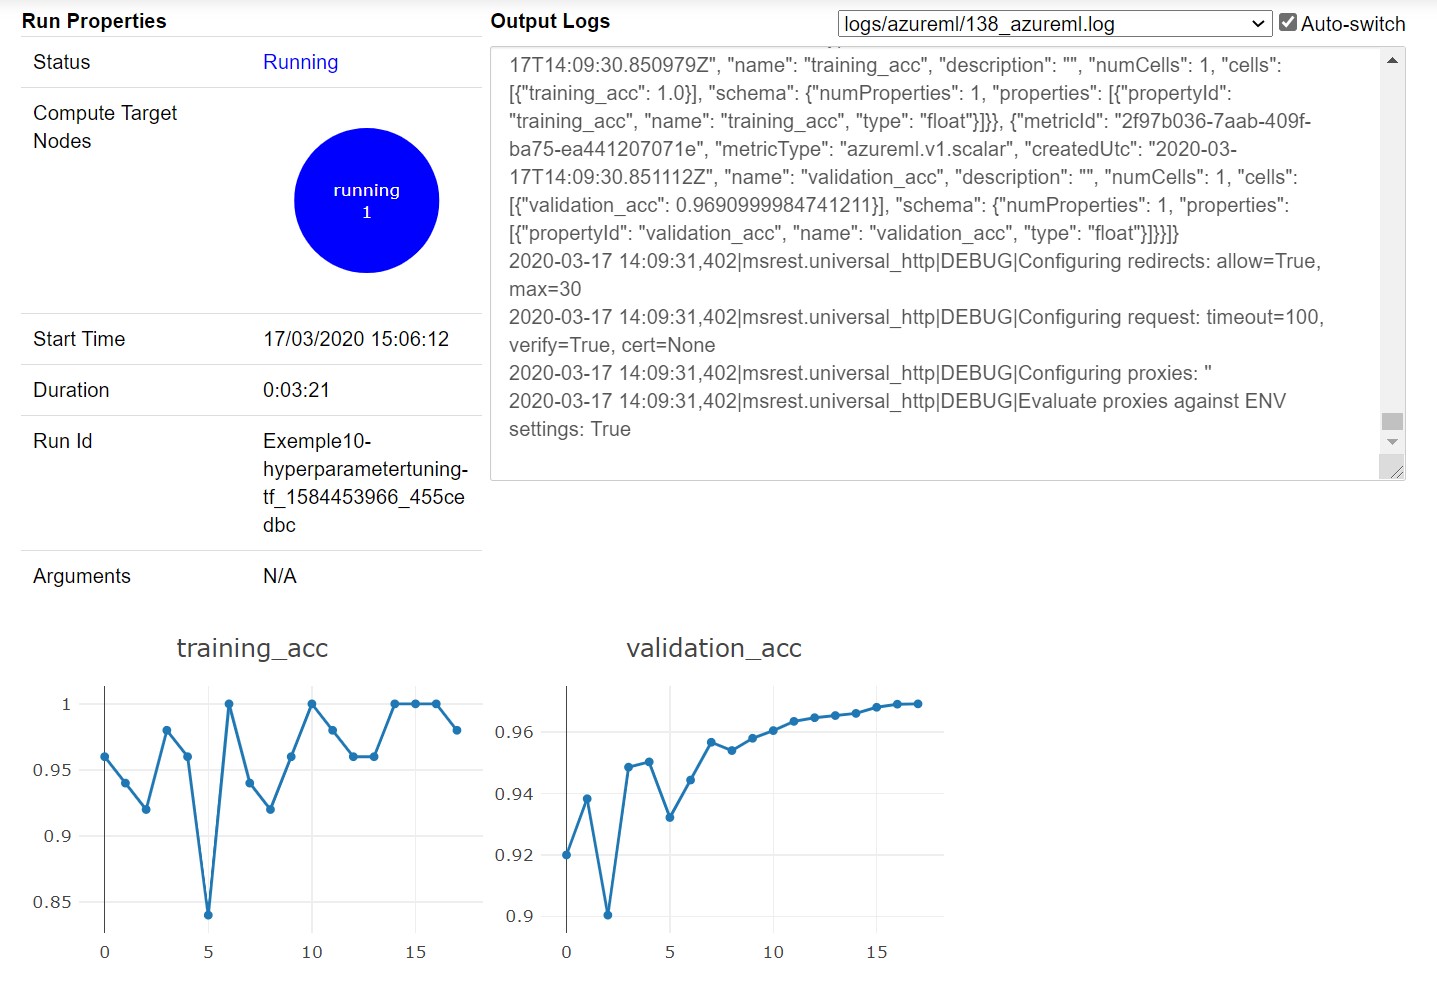 Run Properties
Status Running
Compute Target
Nodes
running
1
Start Time 17/03/2020 15:06:12
Duration 0:03:21
Run Id Exemple10-
hyperparametertuning-
tf_1584453966_455ce
dbc
Arguments N/A
Output Logs
logs/azureml/138_azureml.log
Auto-switch
17T14:09:30.850979Z", "name": "training_acc", "description": "", "numCells": 1, "cells":
[{"training_acc": 1.0}], "schema": {"numProperties": 1, "properties": [{"propertyId":
"training_acc", "name": "training_acc", "type": "float"}]}}, {"metricId": "2f97b036-7aab-409f-
ba75-ea441207071e", "metricType": "azureml.v1.scalar", "createdUtc": "2020-03-
17T14:09:30.851112Z", "name": "validation_acc", "description": "", "numCells": 1, "cells":
[{"validation_acc": 0.9690999984741211}], "schema": {"numProperties": 1, "properties":
[{"propertyId": "validation_acc", "name": "validation_acc", "type": "float"}]}}]}
2020-03-17 14:09:31,402|msrest.universal_http|DEBUG|Configuring redirects: allow=True,
max=30
2020-03-17 14:09:31,402|msrest.universal_http|DEBUG|Configuring request: timeout=100,
verify=True, cert=None
2020-03-17 14:09:31,402|msrest.universal_http|DEBUG|Configuring proxies: ''
2020-03-17 14:09:31,402|msrest.universal_http|DEBUG|Evaluate proxies against ENV
settings: True
training_acc
1
0.95
0.9
0.85
0 5 10 15
validation_acc
0.96
0.94
0.92
0.9
0 5 10 15